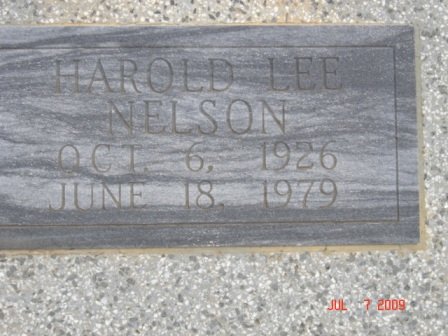 HAROLD LEE
NELSON
OCT. 6, 1926
JUNE 18, 1979
JUL 7 2009